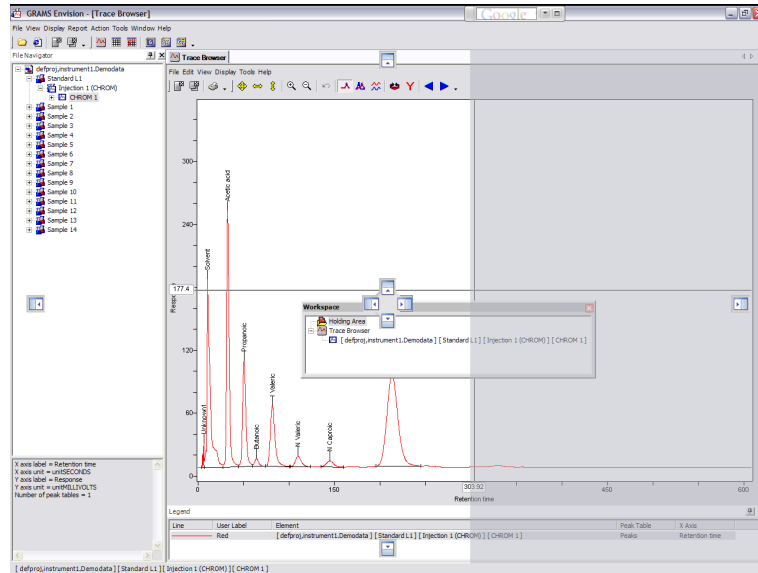 GRAMS Envision - [Trace Browser]
Google
File View Display Report Action Tools Window Help
File Navigator
Trace Browser
defproj,instrument1.Demodata
Standard L1
Injection 1 (CHROM)
CHROM 1
Sample 1
Sample 2
Sample 3
Sample 4
Sample 5
Sample 6
Sample 7
Sample 8
Sample 9
Sample 10
Sample 11
Sample 12
Sample 13
Sample 14
File Edit View Display Tools Help
300
240
177.4
120
60
0
Unknown1
Solvent
Acetic acid
Propanoic
Butanoic
I Valeric
N Valeric
N Caproic
Workspace
Holding Area
Trace Browser
[ defproj,instrument1.Demodata ] [ Standard L1 ] [ Injection 1 (CHROM) ] [ CHROM 1 ]
0
150
303.92
450
600
Retention time
X axis label = Retention time
X axis unit = unitSECONDS
Y axis label = Response
Y axis unit = unitMILLIVOLTS
Number of peak tables = 1
Legend
Line User Label Element Peak Table X Axis
Red [ defproj,instrument1.Demodata ] [ Standard L1 ] [ Injection 1 (CHROM) ] [ CHROM 1 ] Peaks Retention time
[ defproj,instrument1.Demodata ] [ Standard L1 ] [ Injection 1 (CHROM) ] [ CHROM 1 ]